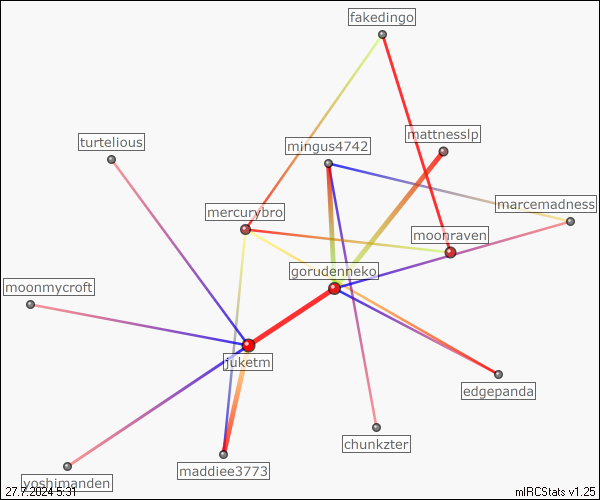 fakedingo
mattnesslp
turtelious
mingus4742
marcemadness
mercurybro
moonraven
gorudenneko
moonmycroft
juketm
edgepanda
chunkzter
maddiee3773
yoshimanden
27.7.2024 5:31
mIRCStats v1.25